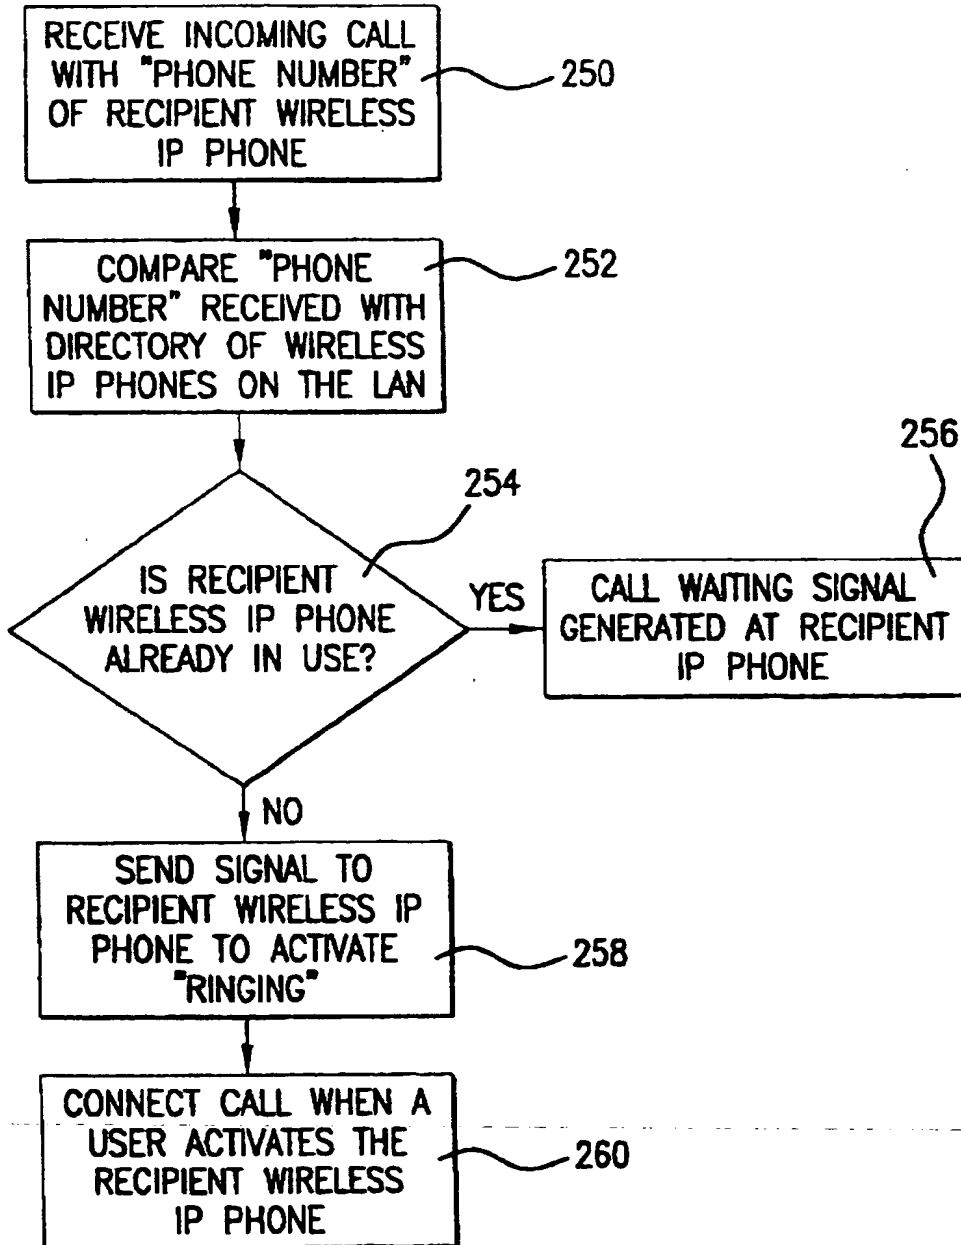 RECEIVE INCOMING CALL
WITH "PHONE NUMBER"
OF RECIPIENT WIRELESS
IP PHONE
250
COMPARE "PHONE
NUMBER" RECEIVED WITH
DIRECTORY OF WIRELESS
IP PHONES ON THE LAN
252
254
IS RECIPIENT
WIRELESS IP PHONE
ALREADY IN USE?
YES
256
CALL WAITING SIGNAL
GENERATED AT RECIPIENT
IP PHONE
NO
SEND SIGNAL TO
RECIPIENT WIRELESS IP
PHONE TO ACTIVATE
"RINGING"
258
CONNECT CALL WHEN A
USER ACTIVATES THE
RECIPIENT WIRELESS
IP PHONE
260